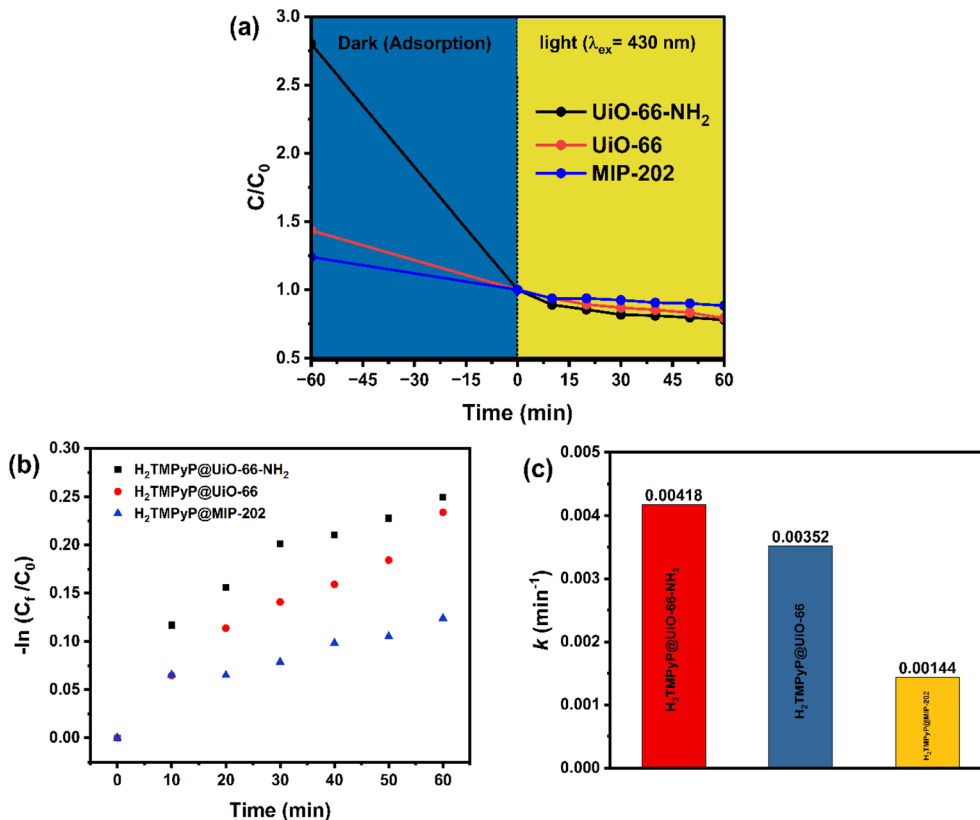 (a)
Dark (Adsorption)
light (λex= 430 nm)
UiO-66-NH2
UiO-66
MIP-202
C/C0
3.0
2.5
2.0
1.5
1.0
0.5
−60 −45 −30 −15 0 15 30 45 60
Time (min)
(b)
H2TMPyP@UiO-66-NH2
H2TMPyP@UiO-66
H2TMPyP@MIP-202
-ln (Cf /C0)
0.30
0.25
0.20
0.15
0.10
0.05
0.00
0 10 20 30 40 50 60
Time (min)
(c)
k (min-1)
0.005
0.004
0.003
0.002
0.001
0.000
0.00418
0.00352
0.00144
H2TMPyP@UiO-66-NH2
H2TMPyP@UiO-66
H2TMPyP@MIP-202